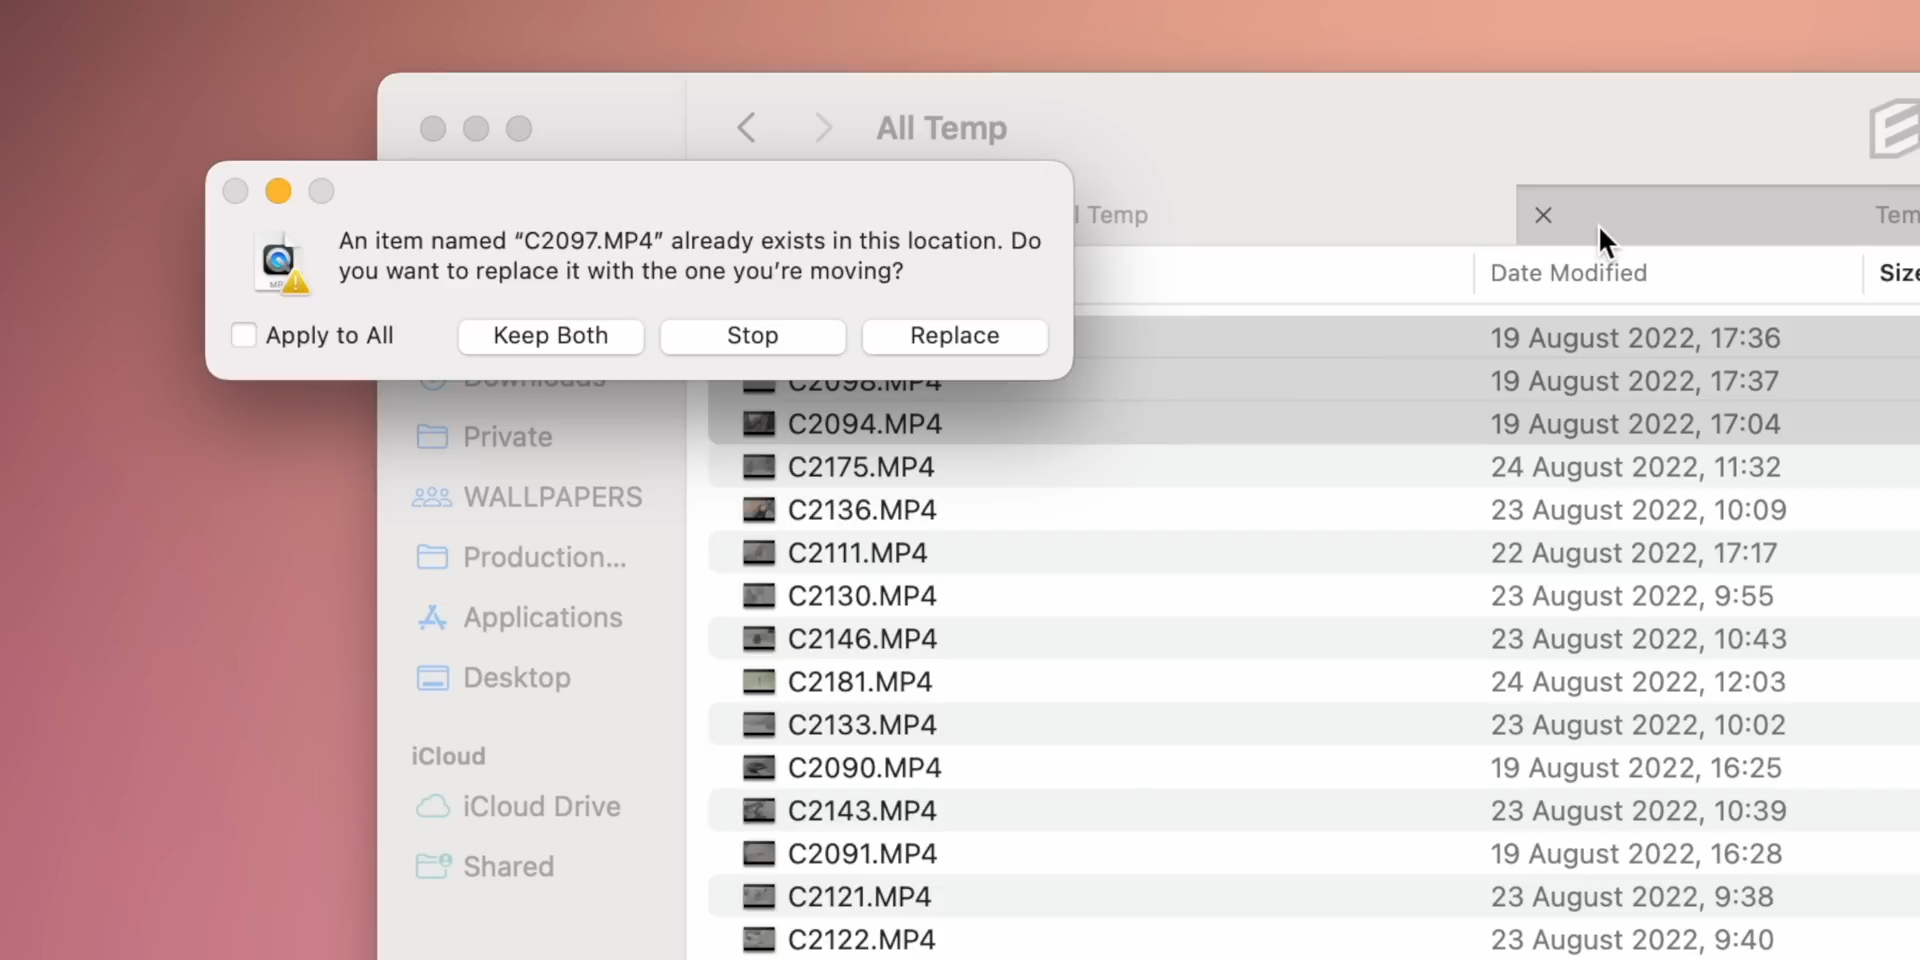 All Temp
An item named “C2097.MP4” already exists in this location. Do
you want to replace it with the one you’re moving?
Apply to All
Keep Both
Stop
Replace
Temp
Date Modified
Downloads
Private
WALLPAPERS
Production...
Applications
Desktop
iCloud
iCloud Drive
Shared
19 August 2022, 17:36
C2098.MP4 19 August 2022, 17:37
C2094.MP4 19 August 2022, 17:04
C2175.MP4 24 August 2022, 11:32
C2136.MP4 23 August 2022, 10:09
C2111.MP4 22 August 2022, 17:17
C2130.MP4 23 August 2022, 9:55
C2146.MP4 23 August 2022, 10:43
C2181.MP4 24 August 2022, 12:03
C2133.MP4 23 August 2022, 10:02
C2090.MP4 19 August 2022, 16:25
C2143.MP4 23 August 2022, 10:39
C2091.MP4 19 August 2022, 16:28
C2121.MP4 23 August 2022, 9:38
C2122.MP4 23 August 2022, 9:40